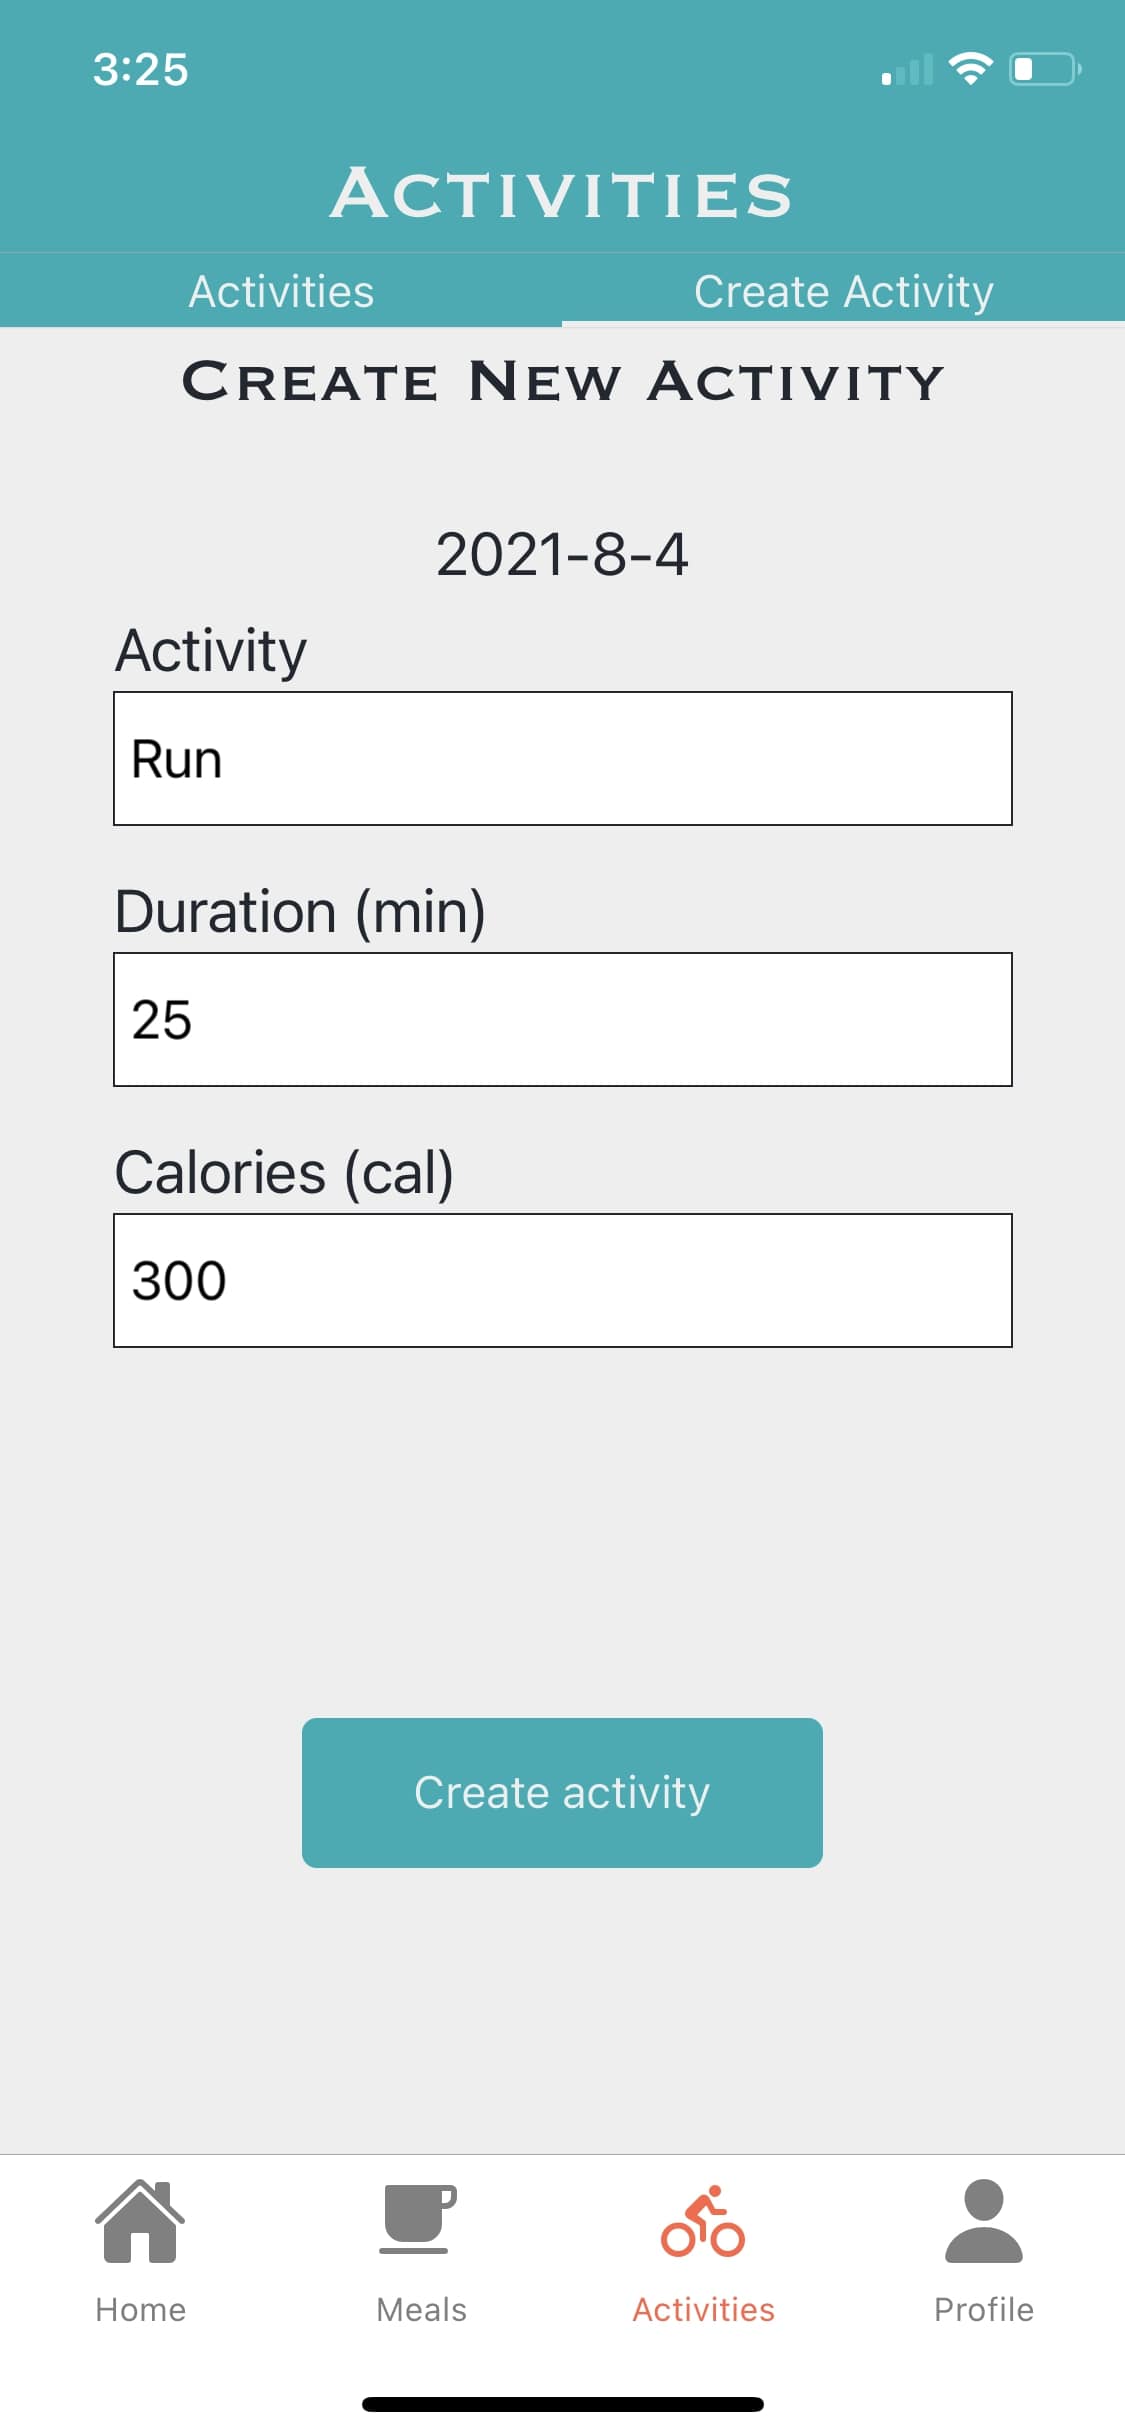 3:25
Activities
Activities Create Activity
Create New Activity
2021-8-4
Activity
Run
Duration (min)
25
Calories (cal)
300
Create activity
Home Meals Activities Profile